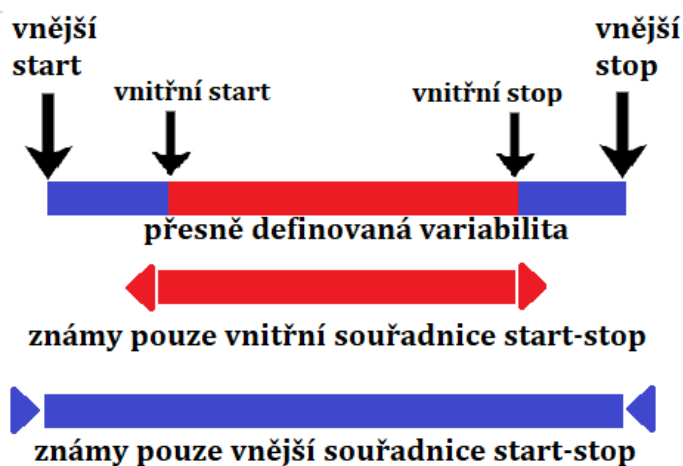 vnější
start
vnější
stop
vnitřní start
vnitřní stop
přesně definovaná variabilita
známy pouze vnitřní souřadnice start-stop
známy pouze vnější souřadnice start-stop